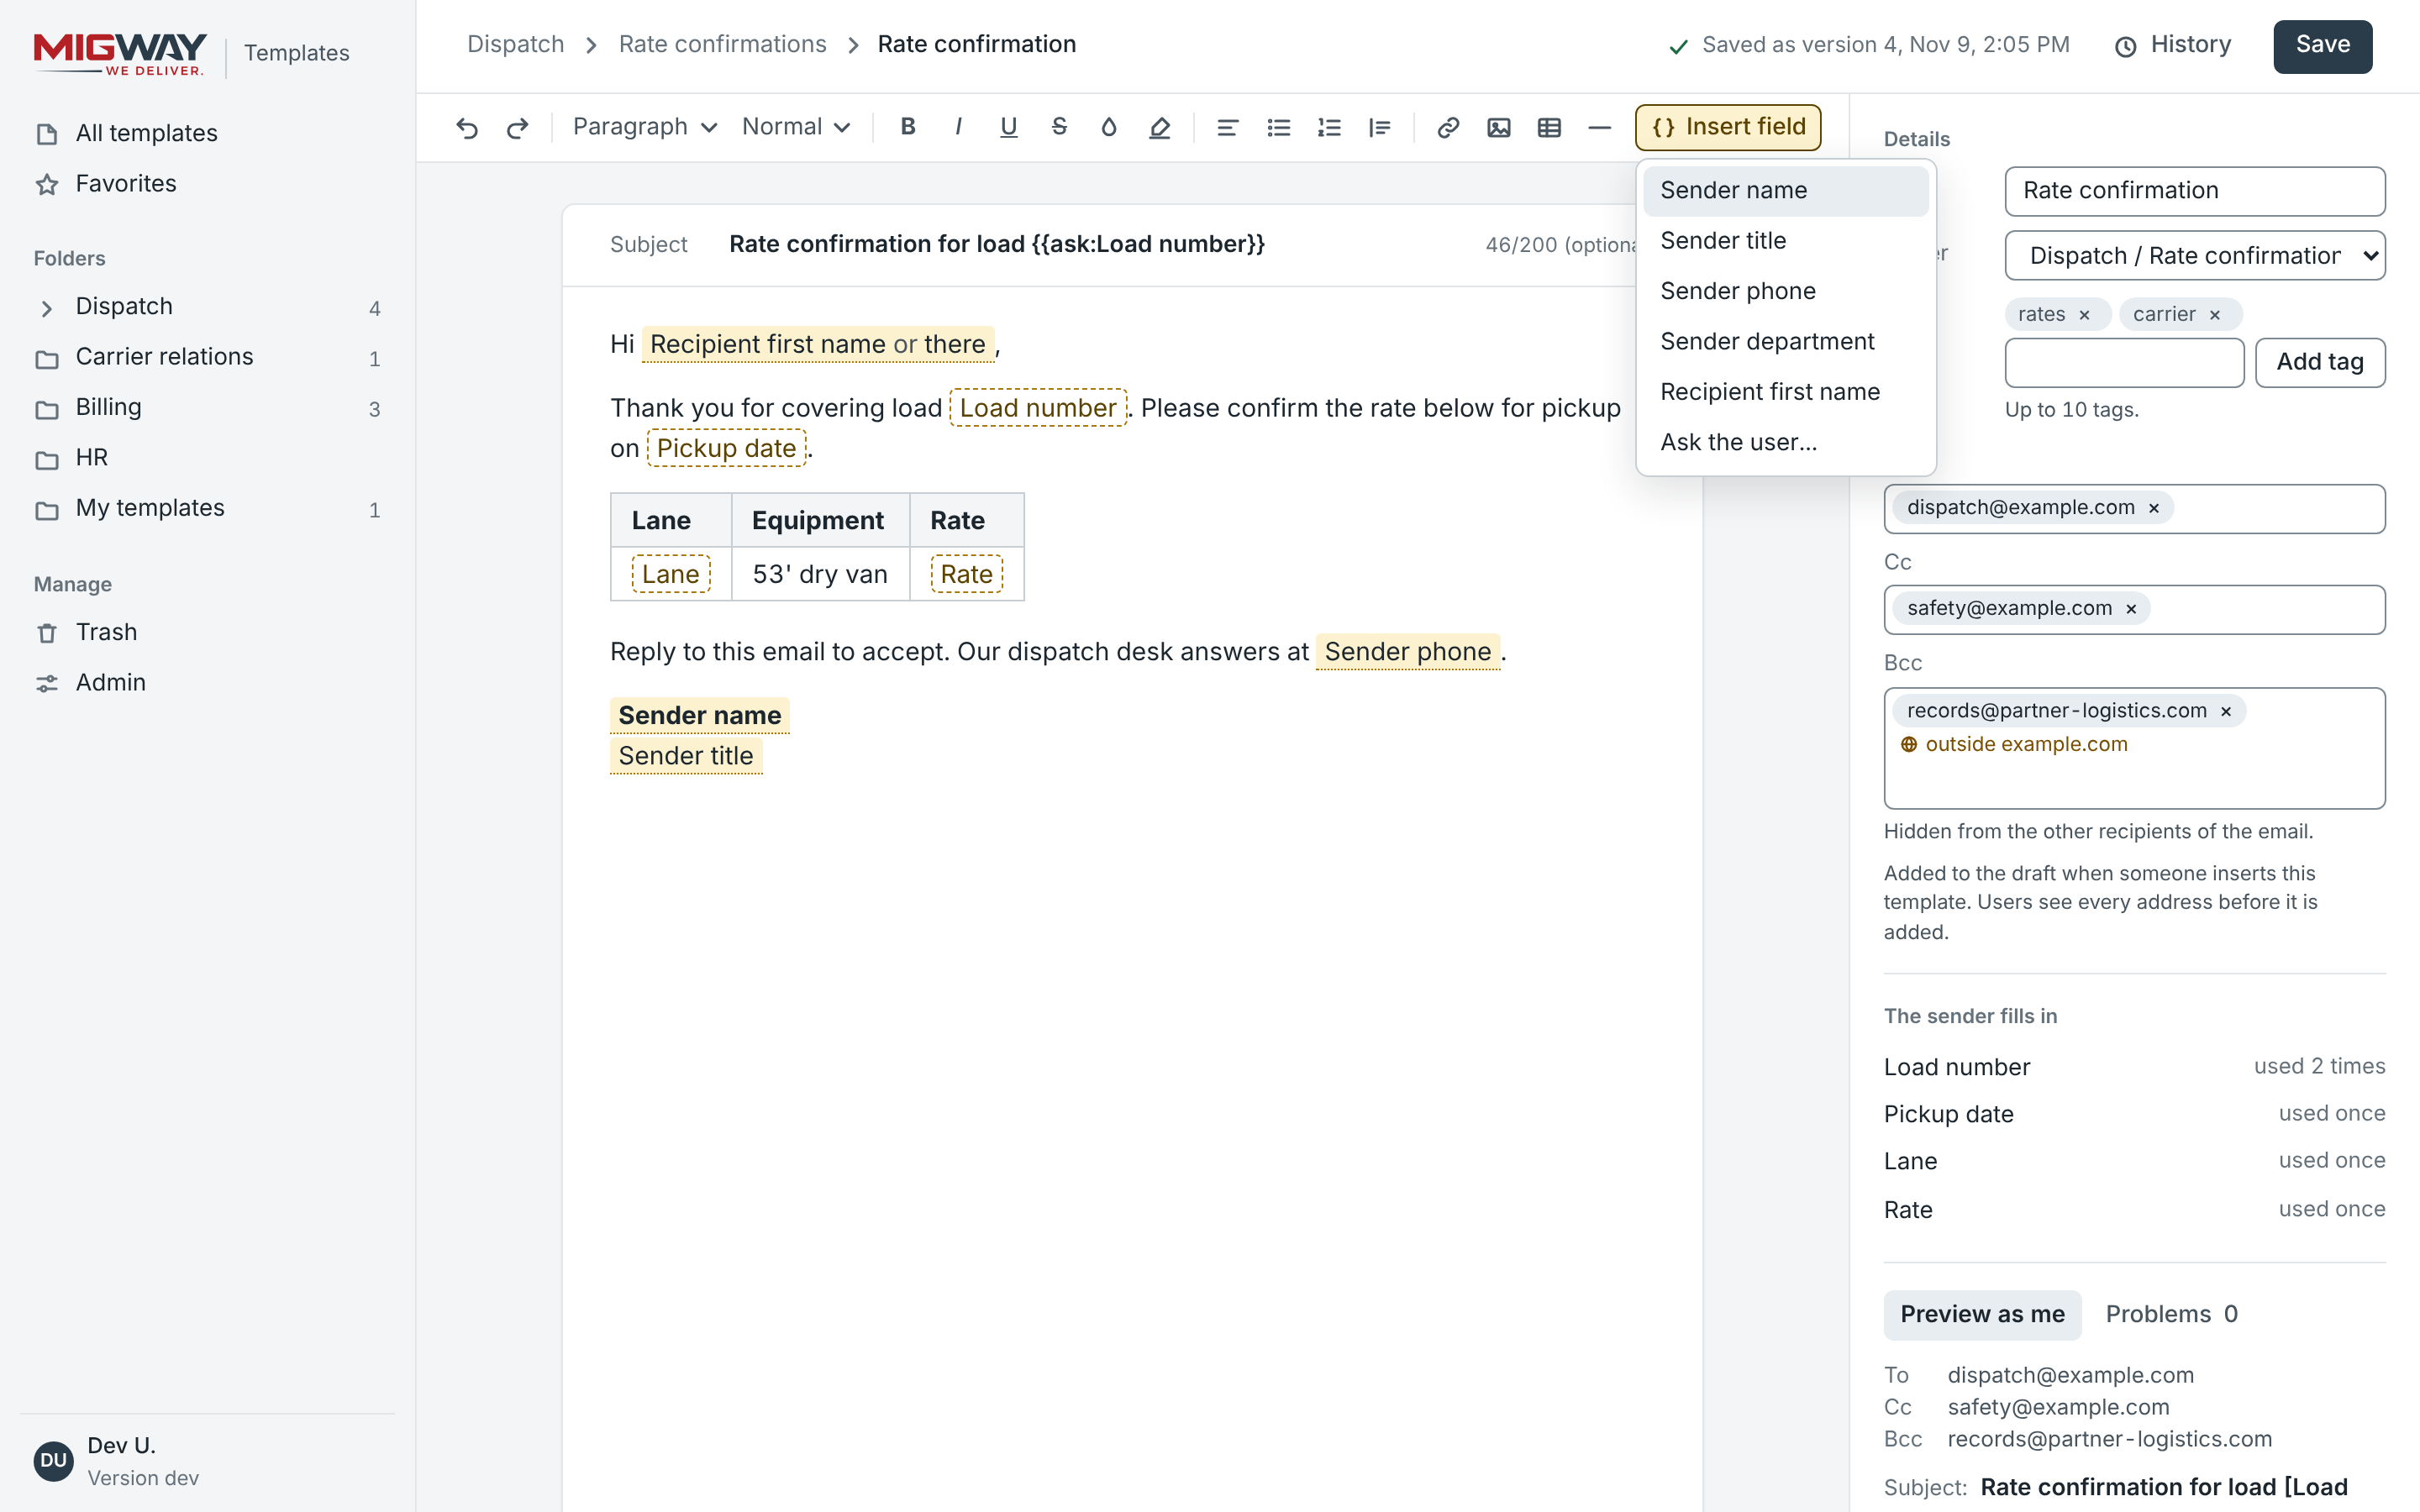 MIGWAY
WE DELIVER.
Templates
All templates
Favorites
Folders
Dispatch 4
Carrier relations 1
Billing 3
HR
My templates 1
Manage
Trash
Admin
DU
Dev U.
Version dev
Dispatch > Rate confirmations > Rate confirmation
Saved as version 4, Nov 9, 2:05 PM
History
Save
Paragraph
Normal
B I U S
{} Insert field
Sender name
Sender title
Sender phone
Sender department
Recipient first name
Ask the user...
Subject Rate confirmation for load {{ask:Load number}} 46/200 (optiona
Hi Recipient first name or there ,
Thank you for covering load Load number . Please confirm the rate below for pickup
on Pickup date .
Lane Equipment Rate
Lane 53' dry van Rate
Reply to this email to accept. Our dispatch desk answers at Sender phone .
Sender name
Sender title
Details
Rate confirmation
er Dispatch / Rate confirmation
rates × carrier ×
Add tag
Up to 10 tags.
dispatch@example.com ×
Cc
safety@example.com ×
Bcc
records@partner-logistics.com ×
outside example.com
Hidden from the other recipients of the email.
Added to the draft when someone inserts this
template. Users see every address before it is
added.
The sender fills in
Load number used 2 times
Pickup date used once
Lane used once
Rate used once
Preview as me
Problems 0
To dispatch@example.com
Cc safety@example.com
Bcc records@partner-logistics.com
Subject: Rate confirmation for load [Load